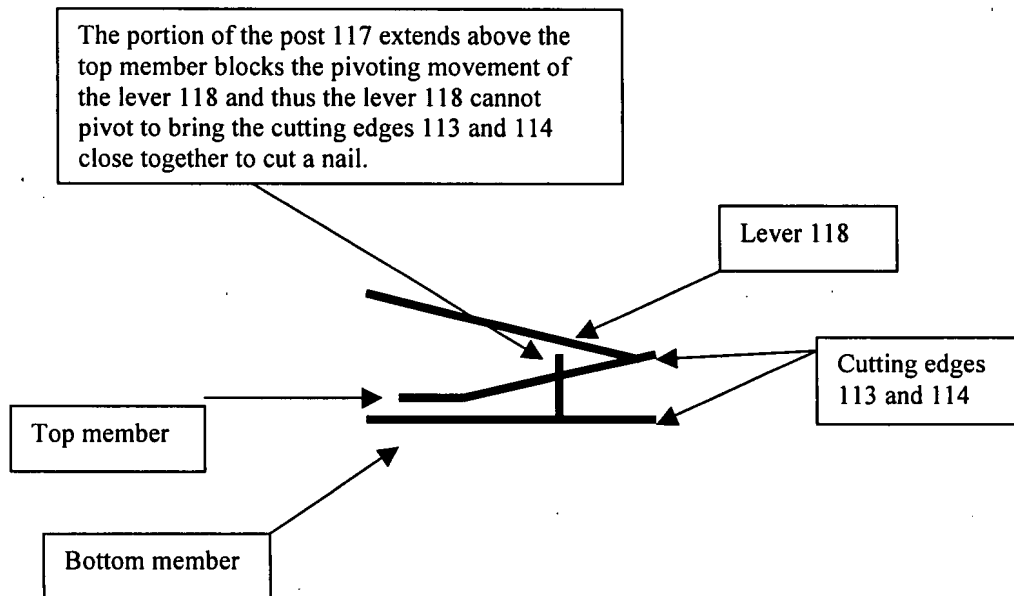 The portion of the post 117 extends above the
top member blocks the pivoting movement of
the lever 118 and thus the lever 118 cannot
pivot to bring the cutting edges 113 and 114
close together to cut a nail.
Lever 118
Cutting edges
113 and 114
Top member
Bottom member